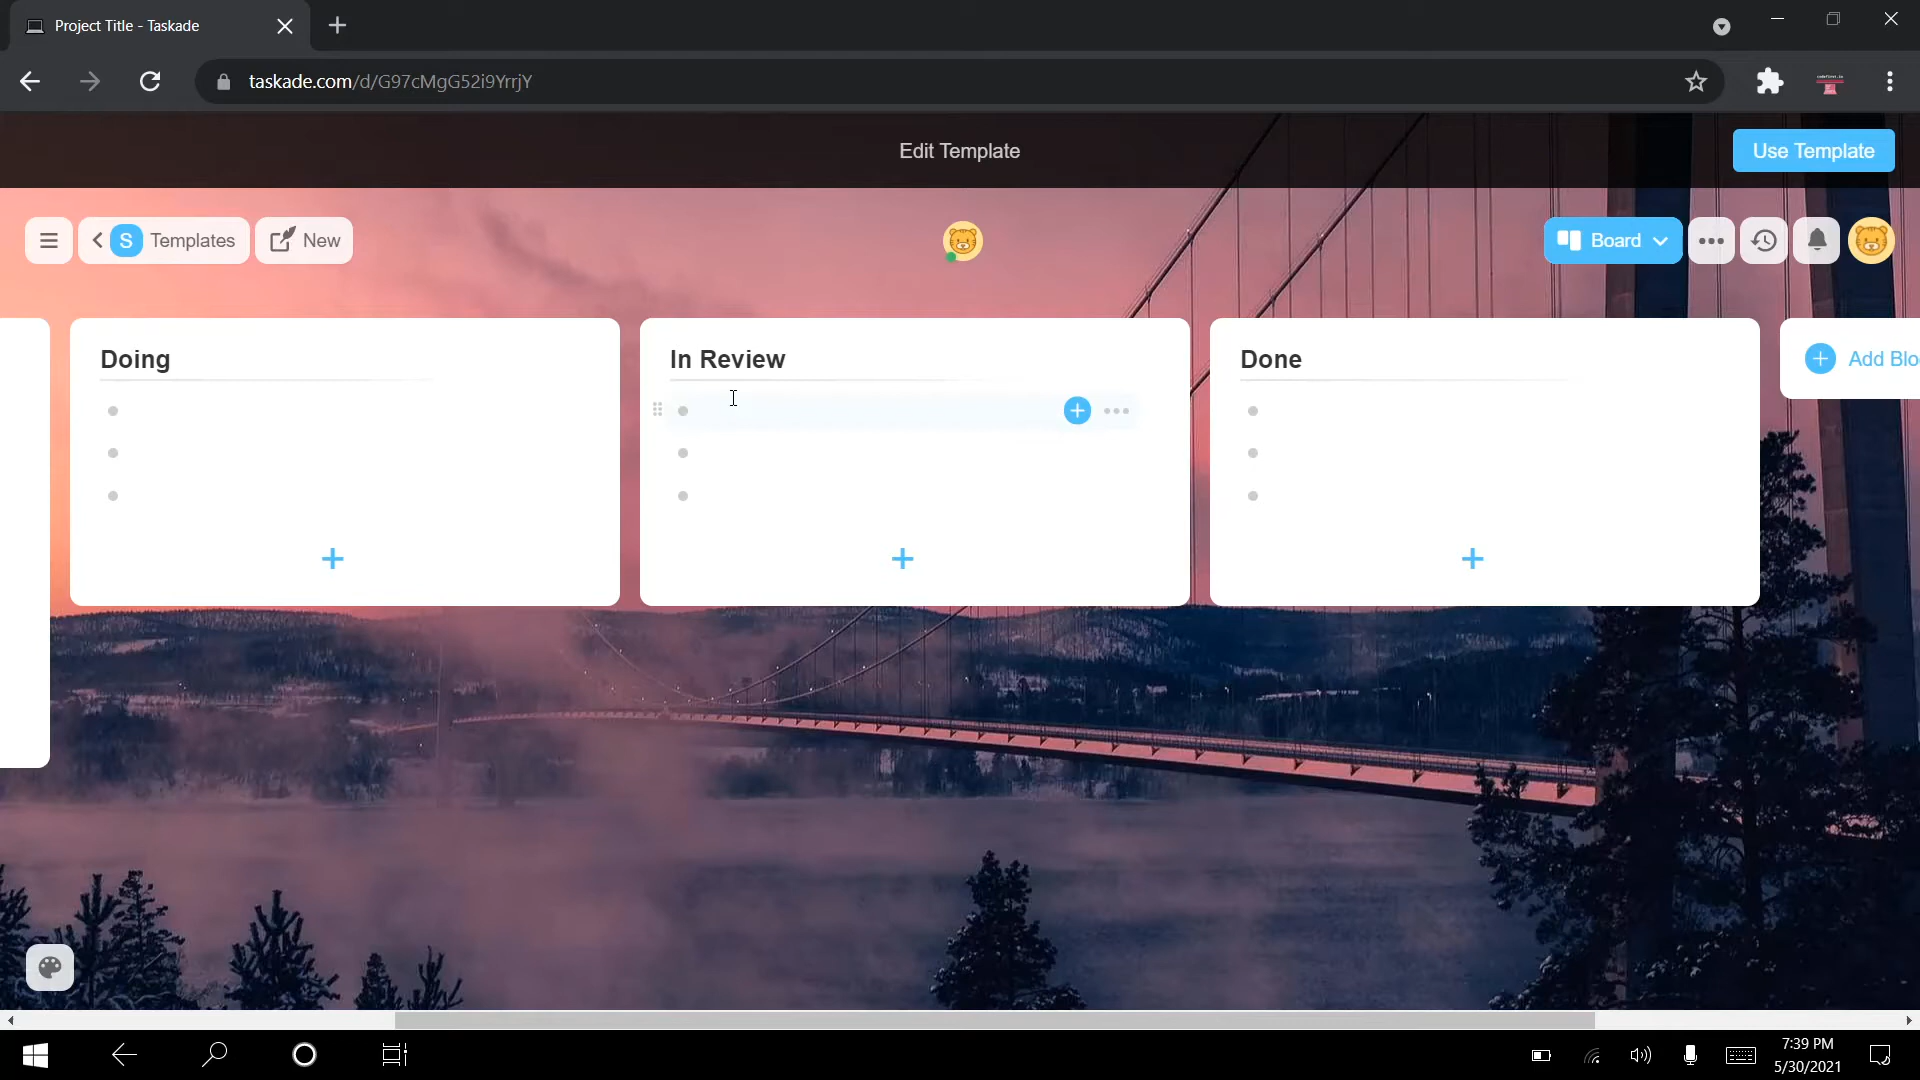 Project Title - Taskade
taskade.com/d/G97cMgG52i9YrrjY
Edit Template
Use Template
S Templates
New
Board
Doing
In Review
Done
Add Blo
7:39 PM
5/30/2021